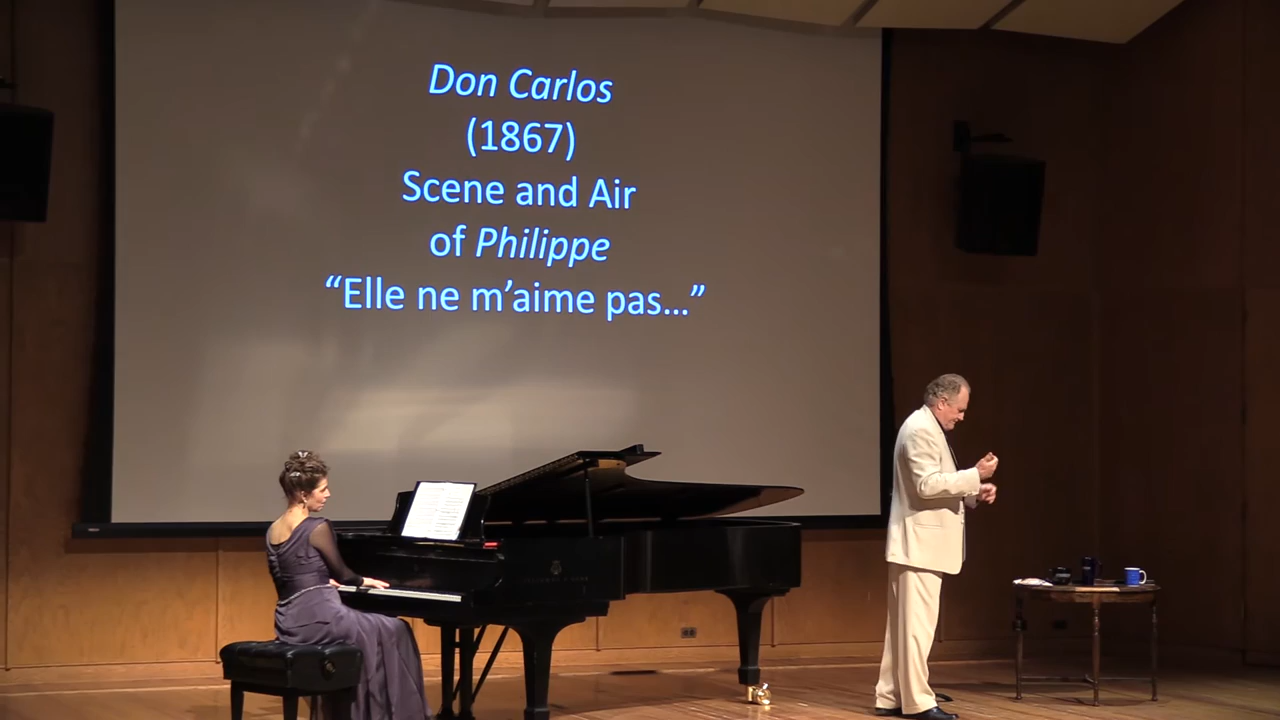 Don Carlos
(1867)
Scene and Air
of Philippe
“Elle ne m’aime pas...”